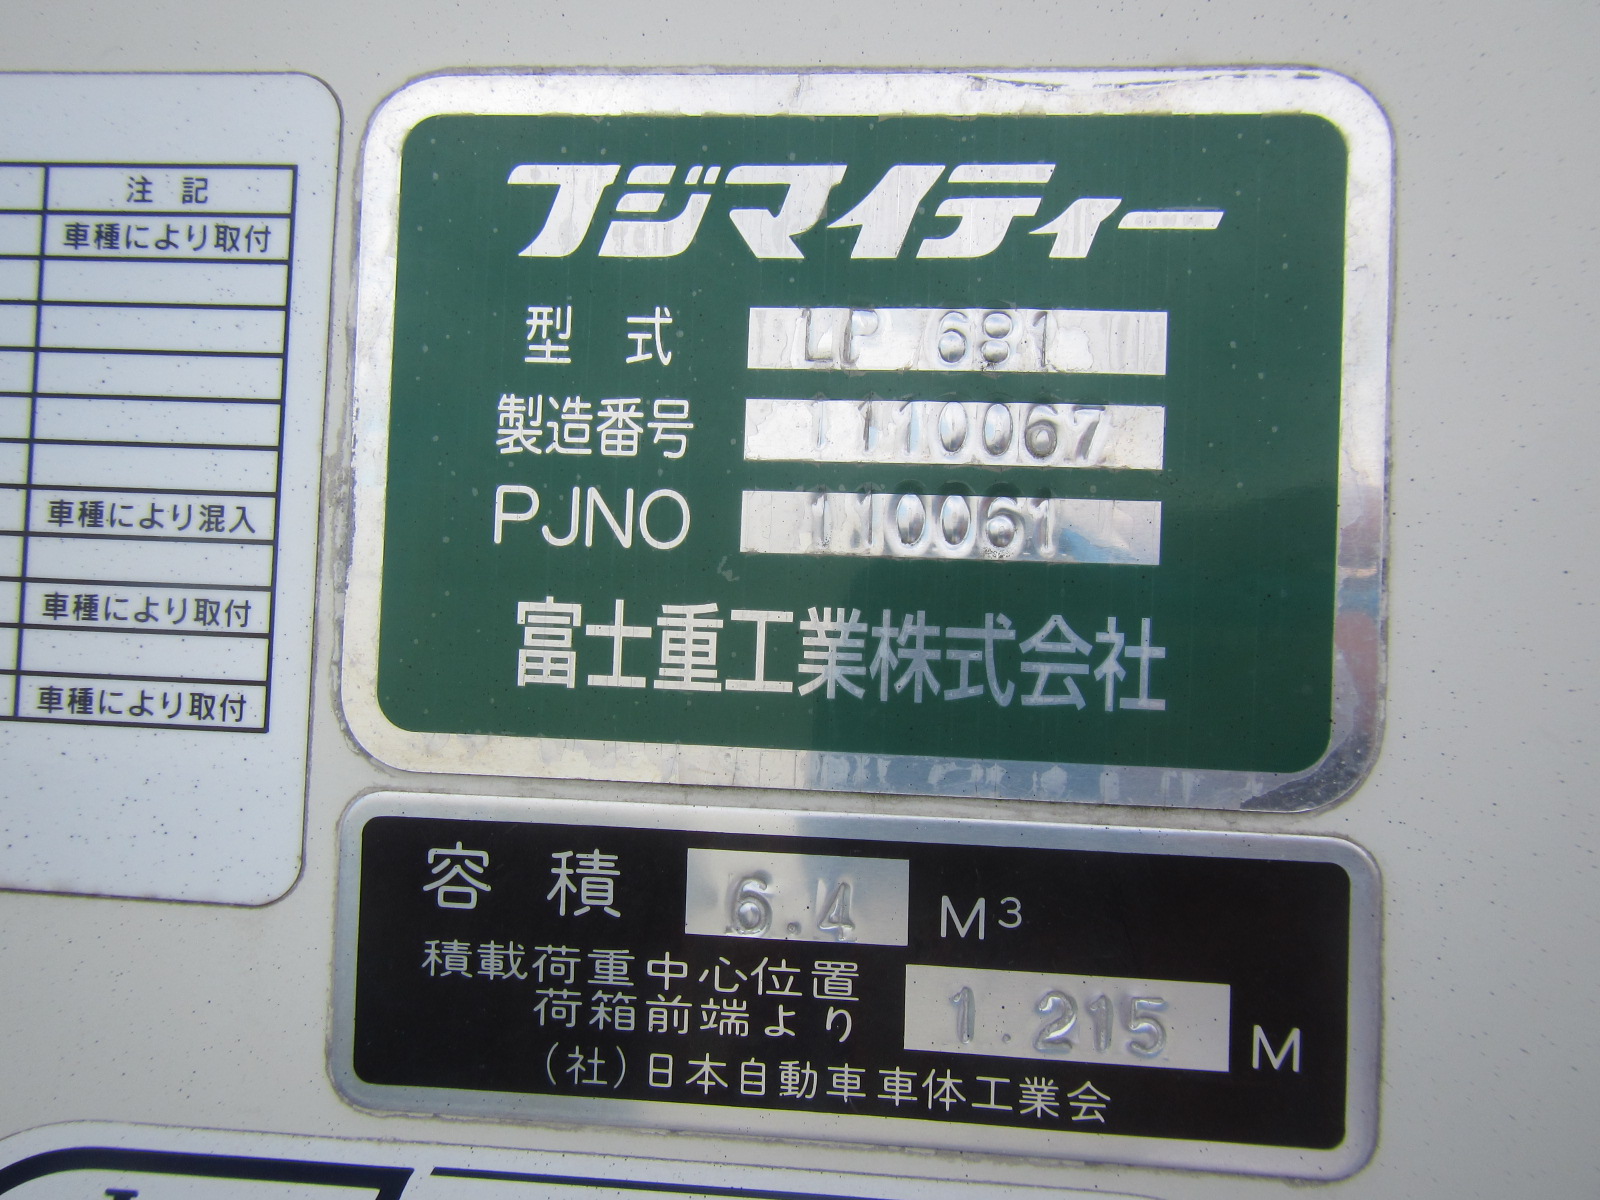 注 記
車種により取付
車種により混入
車種により取付
車種により取付
フジマイティー
型 式 LP 681
製造番号 1110067
PJNO 110061
富士重工業株式会社
容 積 6.4 M³
積載荷重中心位置
荷箱前端より 1.215 M
(社)日本自動車車体工業会